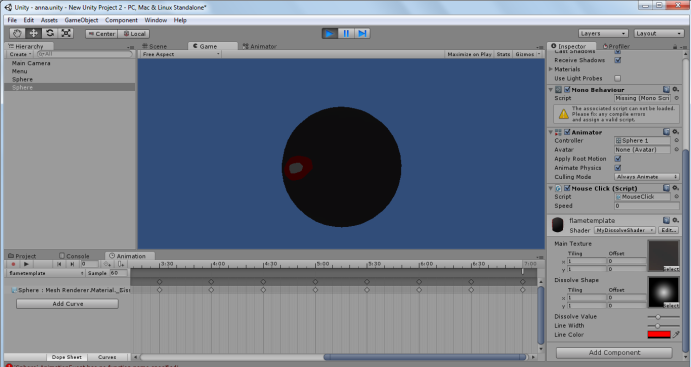 Unity - anna.unity - New Unity Project 2 - PC, Mac & Linux Standalone*
File Edit Assets GameObject Component Window Help
Center Local Layers Layout
Hierarchy Scene Game Animator Inspector Profiler
Create All Free Aspect Maximize on Play Stats Gizmos
Main Camera
Menu
Sphere
Sphere
Cast Shadows
Receive Shadows
Materials
Use Light Probes
Mono Behaviour
Script Missing (Mono Scri
The associated script can not be loaded.
Please fix any compile errors
and assign a valid script.
Animator
Controller Sphere 1
Avatar None (Avatar)
Apply Root Motion
Animate Physics
Culling Mode Always Animate
Mouse Click (Script)
Script MouseClick
Speed 0
flametemplate
Shader MyDissolveShader Edit...
Main Texture
Tiling Offset
x 1 0
y 1 0
Select
Dissolve Shape
Tiling Offset
x 1 0
y 1 0
Select
Dissolve Value
Line Width
Line Color
Add Component
Project Console Animation
0 3:30 4:00 4:30 5:00 5:30 6:00 6:30 7:00
flametemplate Sample 60
Sphere : Mesh Renderer.Material._
Add Curve
Dope Sheet Curves